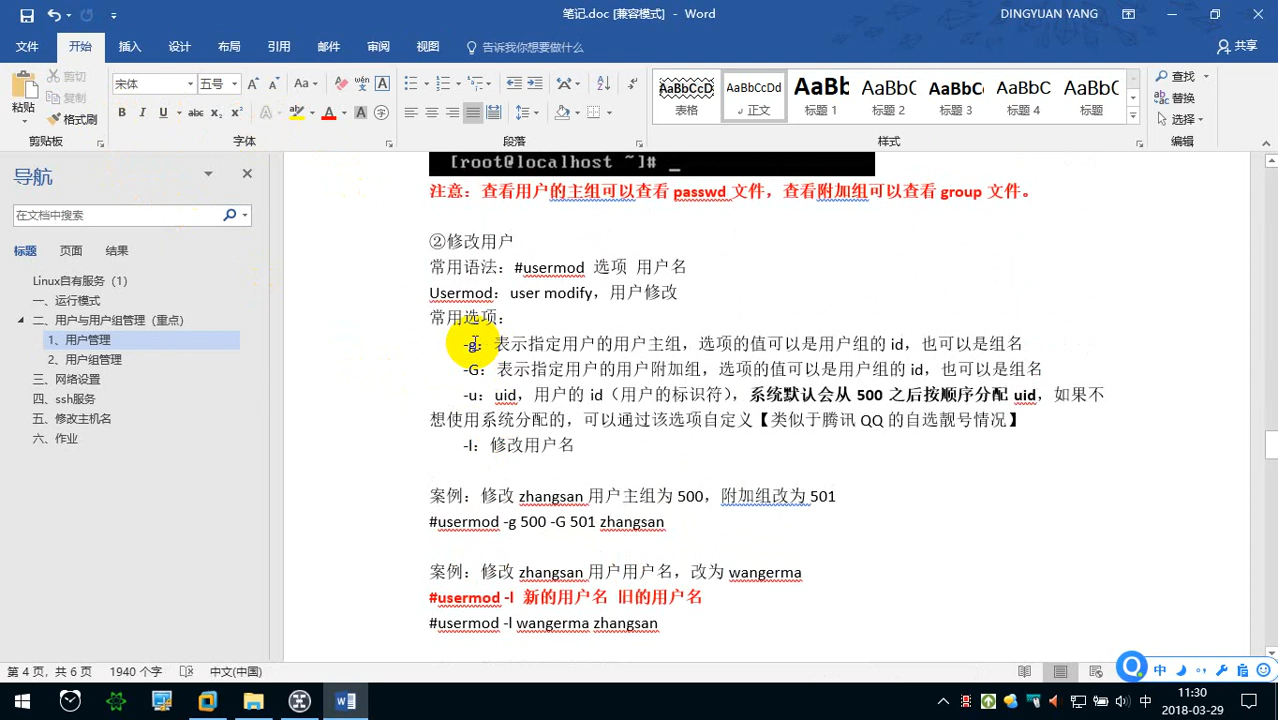 笔记.doc [兼容模式] - Word
DINGYUAN YANG
文件 开始 插入 设计 布局 引用 邮件 审阅 视图 告诉我你想要做什么 共享
粘贴 剪切 复制 格式刷
宋体 五号
剪贴板 字体 段落 样式 编辑
AaBbCcD 表格
AaBbCcDd 正文
AaBb 标题 1
AaBbC 标题 2
AaBbC 标题 3
AaBbC 标题 4
AaBbC 标题 5
查找
替换
选择
导航
在文档中搜索
标题 页面 结果
Linux自有服务（1）
一、运行模式
二、用户与用户组管理（重点）
1、用户管理
2、用户组管理
三、网络设置
四、ssh服务
五、修改主机名
六、作业
[root@localhost ~]# _
注意：查看用户的主组可以查看 passwd 文件，查看附加组可以查看 group 文件。
②修改用户
常用语法：#usermod 选项 用户名
Usermod：user modify，用户修改
常用选项：
-g：表示指定用户的用户主组，选项的值可以是用户组的 id，也可以是组名
-G：表示指定用户的用户附加组，选项的值可以是用户组的 id，也可以是组名
-u：uid，用户的 id（用户的标识符），系统默认会从 500 之后按顺序分配 uid，如果不
想使用系统分配的，可以通过该选项自定义【类似于腾讯 QQ 的自选靓号情况】
-l：修改用户名
案例：修改 zhangsan 用户主组为 500，附加组改为 501
#usermod -g 500 -G 501 zhangsan
案例：修改 zhangsan 用户用户名，改为 wangerma
#usermod -l 新的用户名 旧的用户名
#usermod -l wangerma zhangsan
第 4 页，共 6 页 1940 个字 中文(中国)
中
中 11:30
2018-03-29